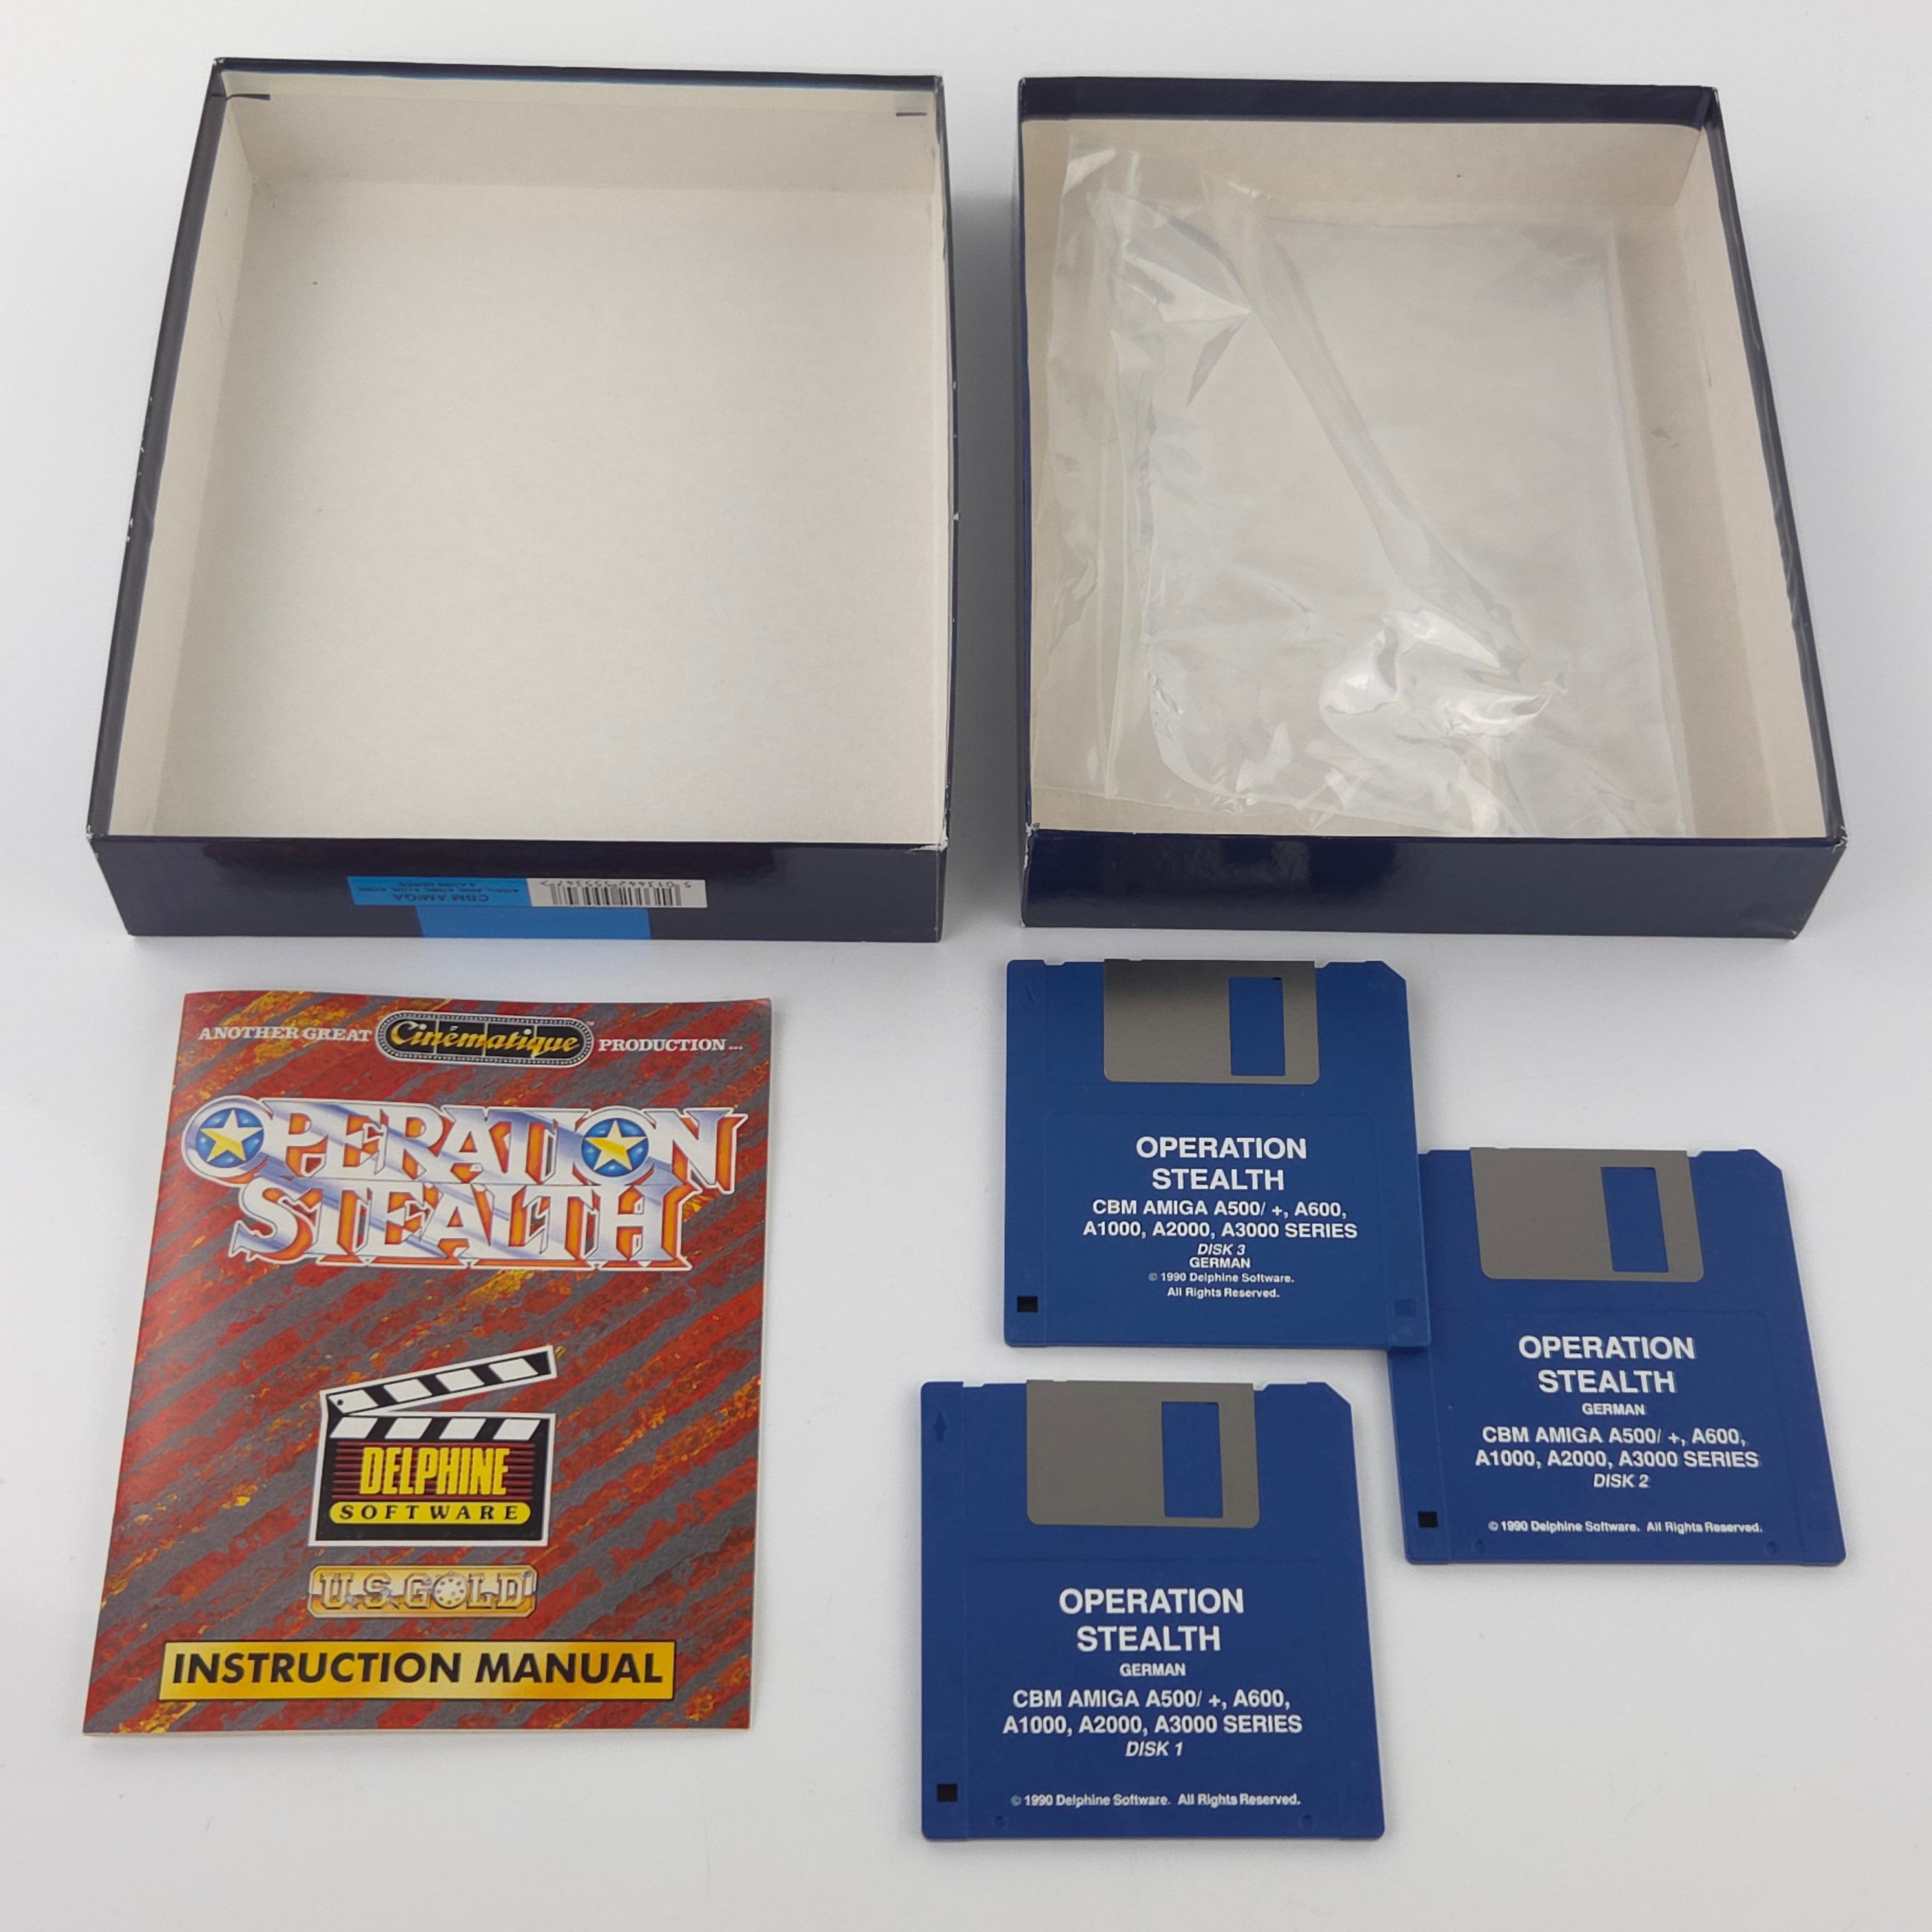 CBM AMIGA
ANOTHER GREAT Cinématique PRODUCTION...
OPERATION
STEALTH
DELPHINE
SOFTWARE
U.S. GOLD
INSTRUCTION MANUAL
OPERATION
STEALTH
CBM AMIGA A500/ +, A600,
A1000, A2000, A3000 SERIES
DISK 3
GERMAN
© 1990 Delphine Software.
All Rights Reserved.
OPERATION
STEALTH
GERMAN
CBM AMIGA A500/ +, A600,
A1000, A2000, A3000 SERIES
DISK 2
© 1990 Delphine Software. All Rights Reserved.
OPERATION
STEALTH
GERMAN
CBM AMIGA A500/ +, A600,
A1000, A2000, A3000 SERIES
DISK 1
© 1990 Delphine Software. All Rights Reserved.